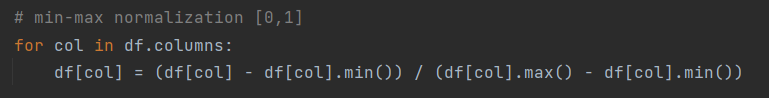 # min-max normalization [0,1]
for col in df.columns:
    df[col] = (df[col] - df[col].min()) / (df[col].max() - df[col].min())